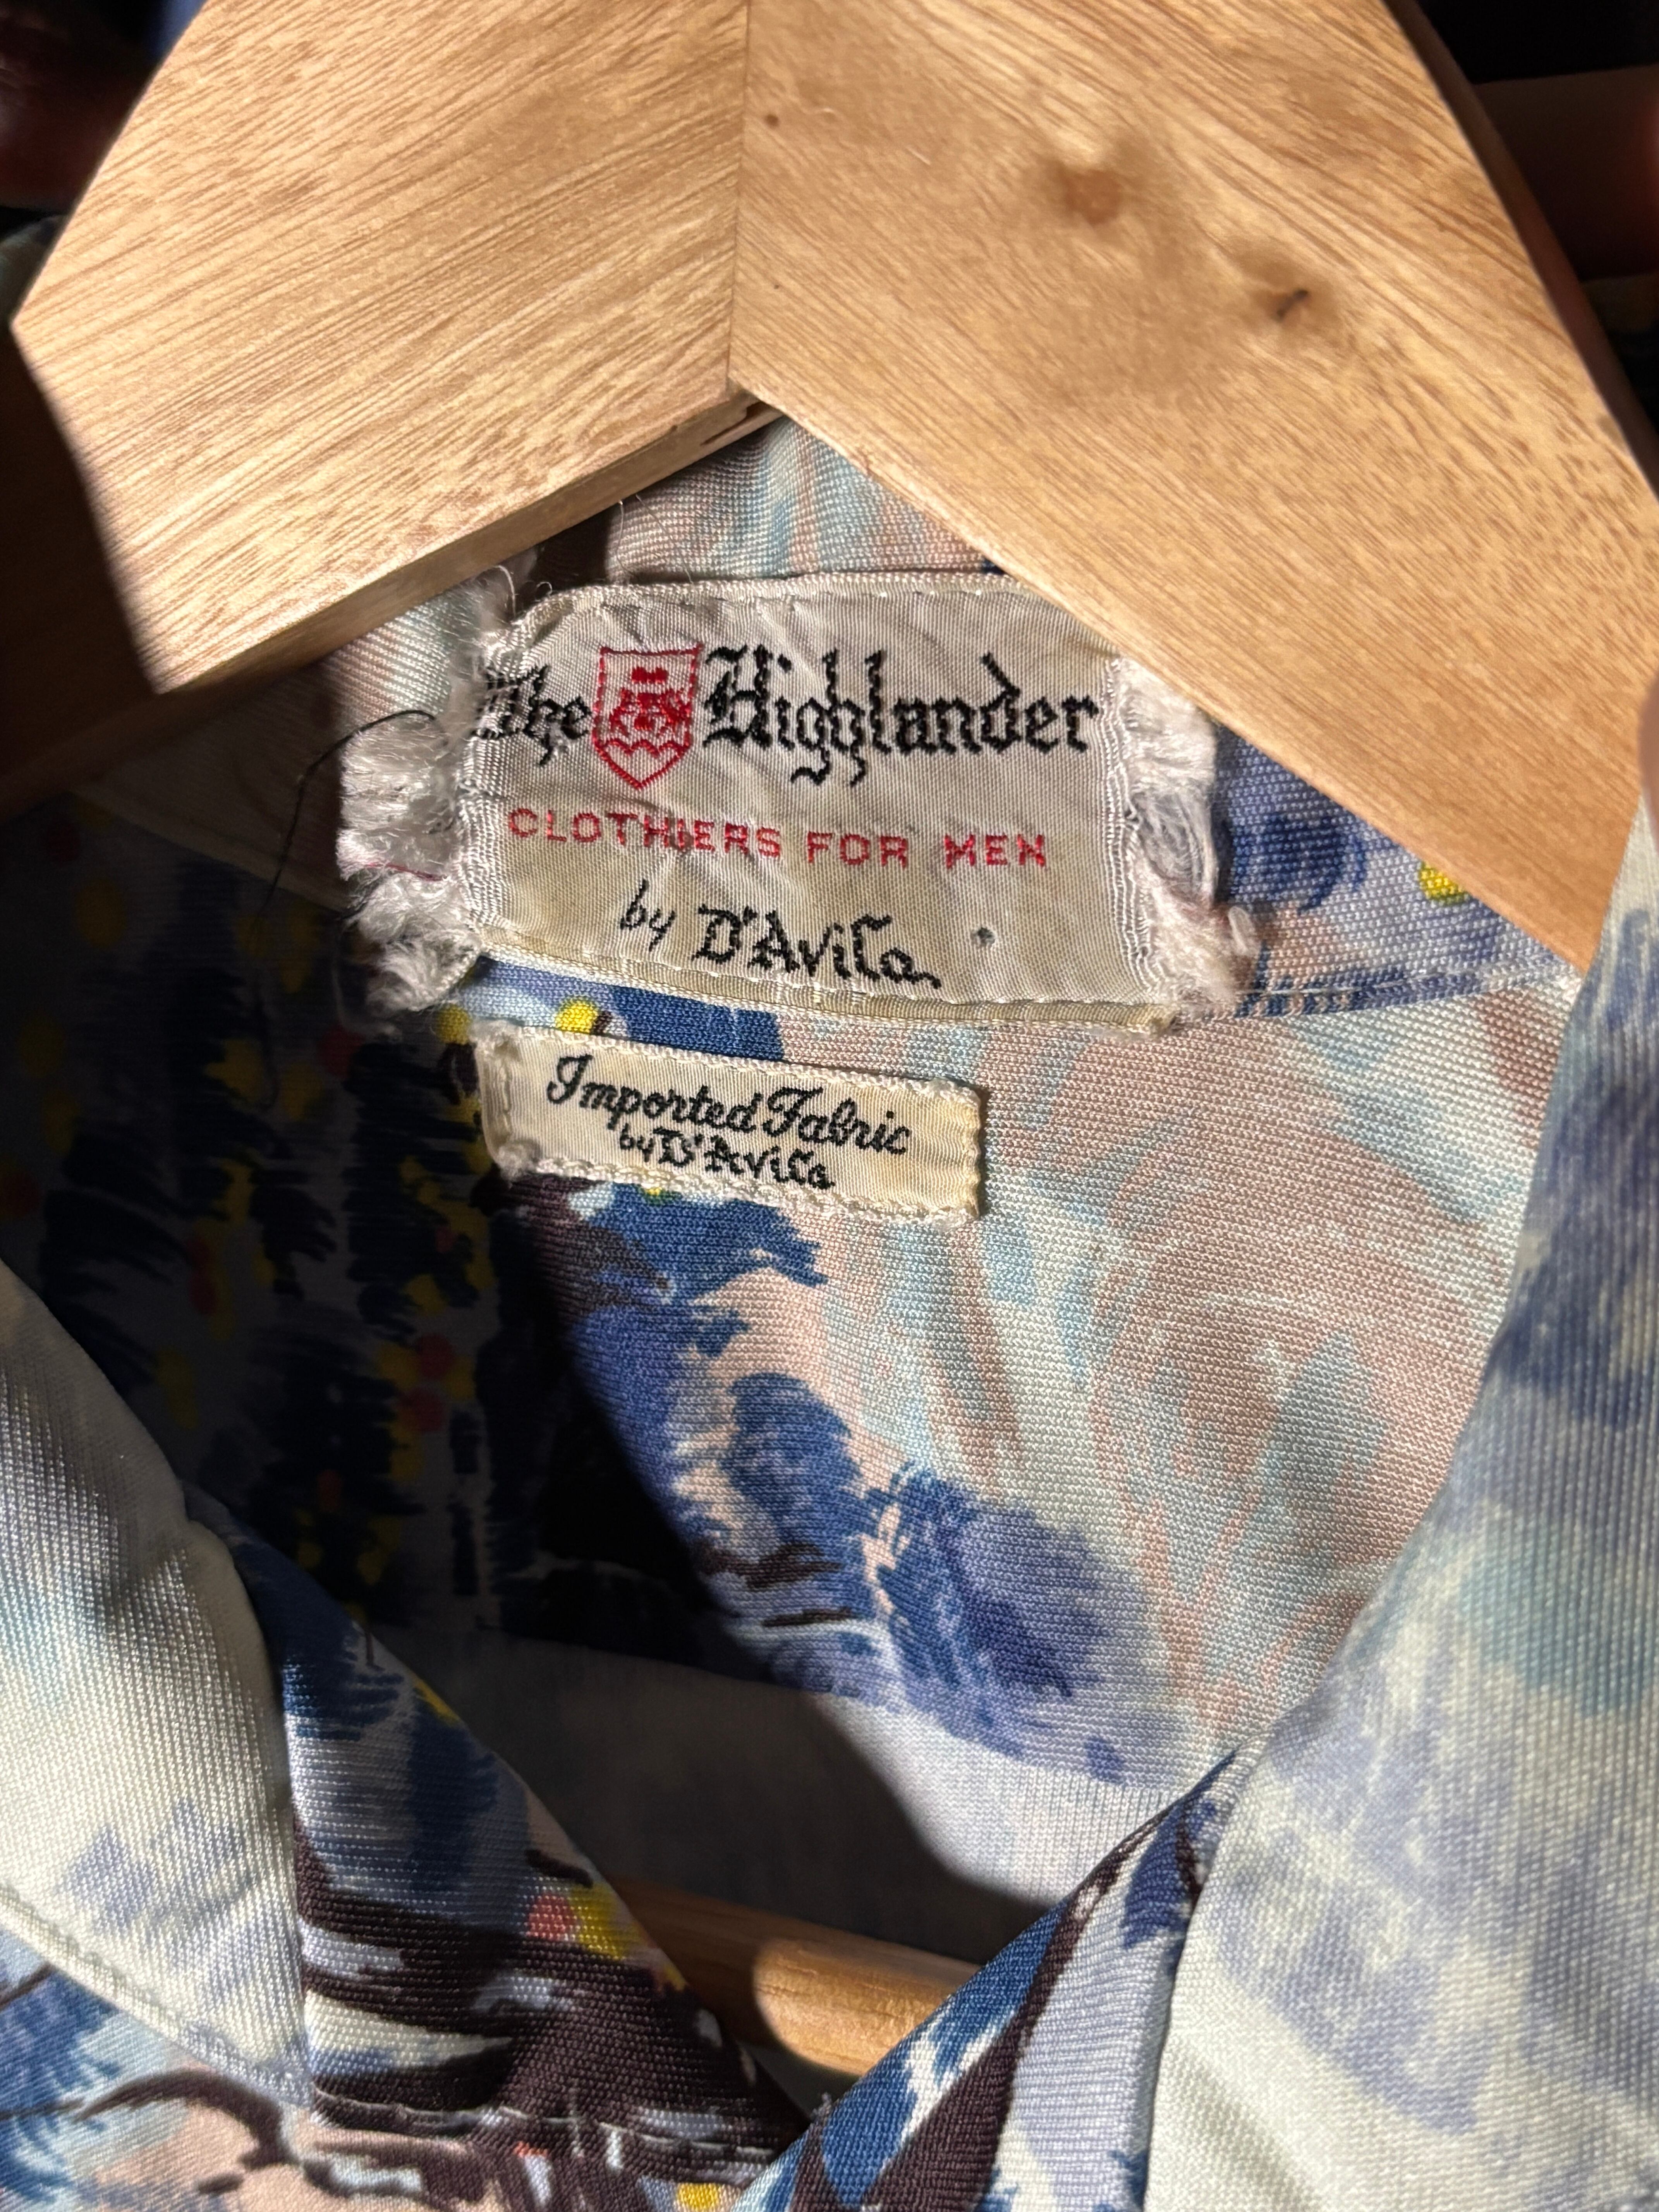 The Highlander
CLOTHIERS FOR MEN
by D'Avila
Imported Fabric
by D'Avila